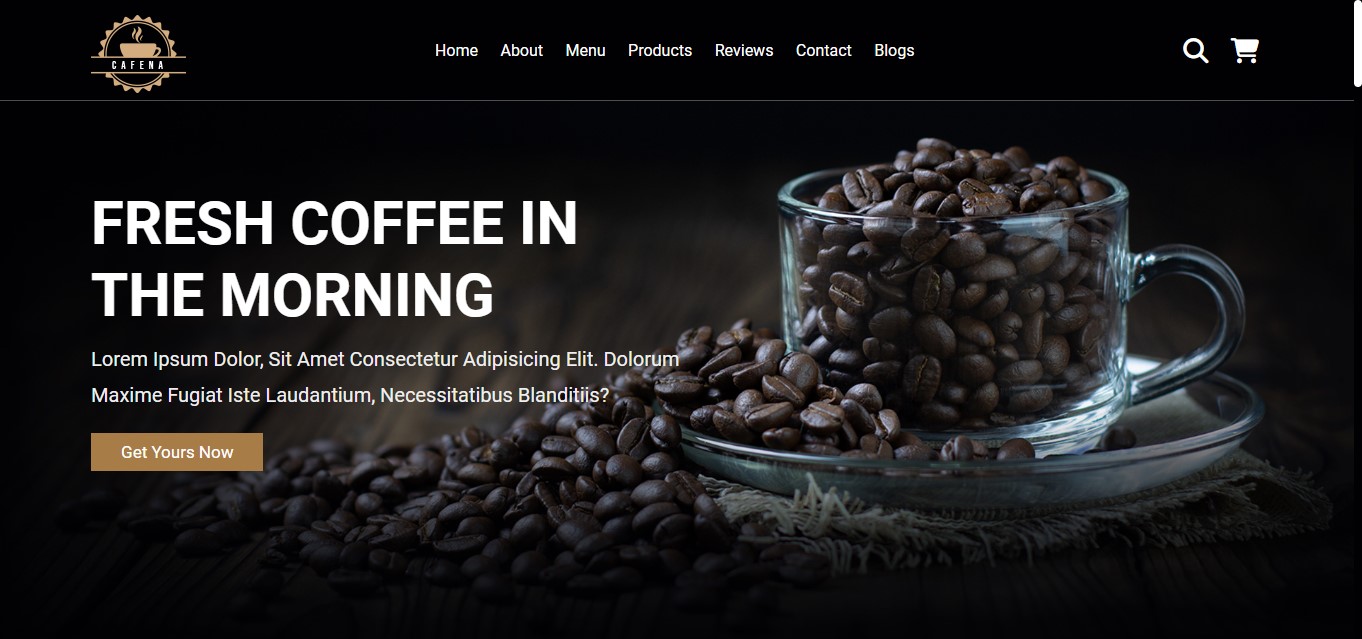 CAFENA
Home About Menu Products Reviews Contact Blogs
FRESH COFFEE IN
THE MORNING
Lorem Ipsum Dolor, Sit Amet Consectetur Adipisicing Elit. Dolorum
Maxime Fugiat Iste Laudantium, Necessitatibus Blanditiis?
Get Yours Now